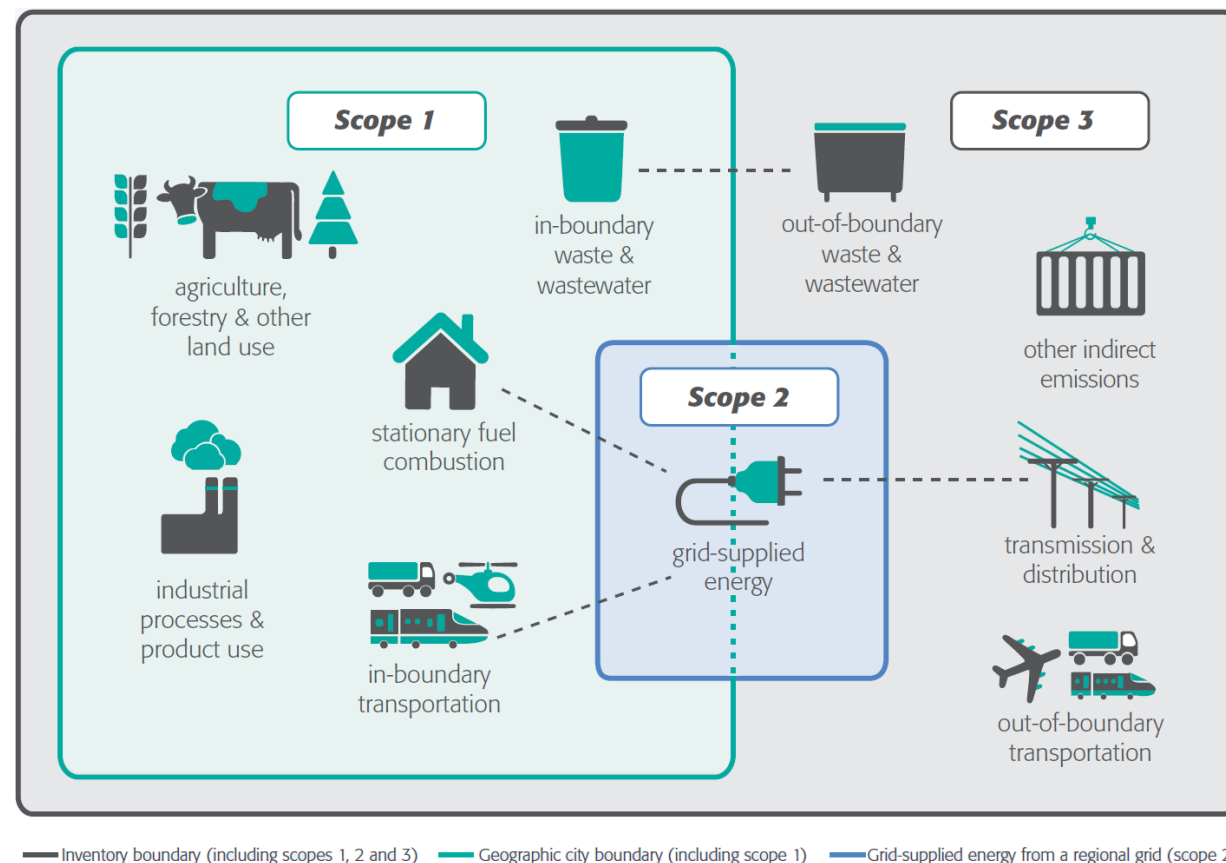 Scope 1
Scope 3
in-boundary
waste &
wastewater
out-of-boundary
waste &
wastewater
agriculture,
forestry & other
land use
other indirect
emissions
Scope 2
stationary fuel
combustion
grid-supplied
energy
transmission &
distribution
industrial
processes &
product use
in-boundary
transportation
out-of-boundary
transportation
Inventory boundary (including scopes 1, 2 and 3) Geographic city boundary (including scope 1) Grid-supplied energy from a regional grid (scope